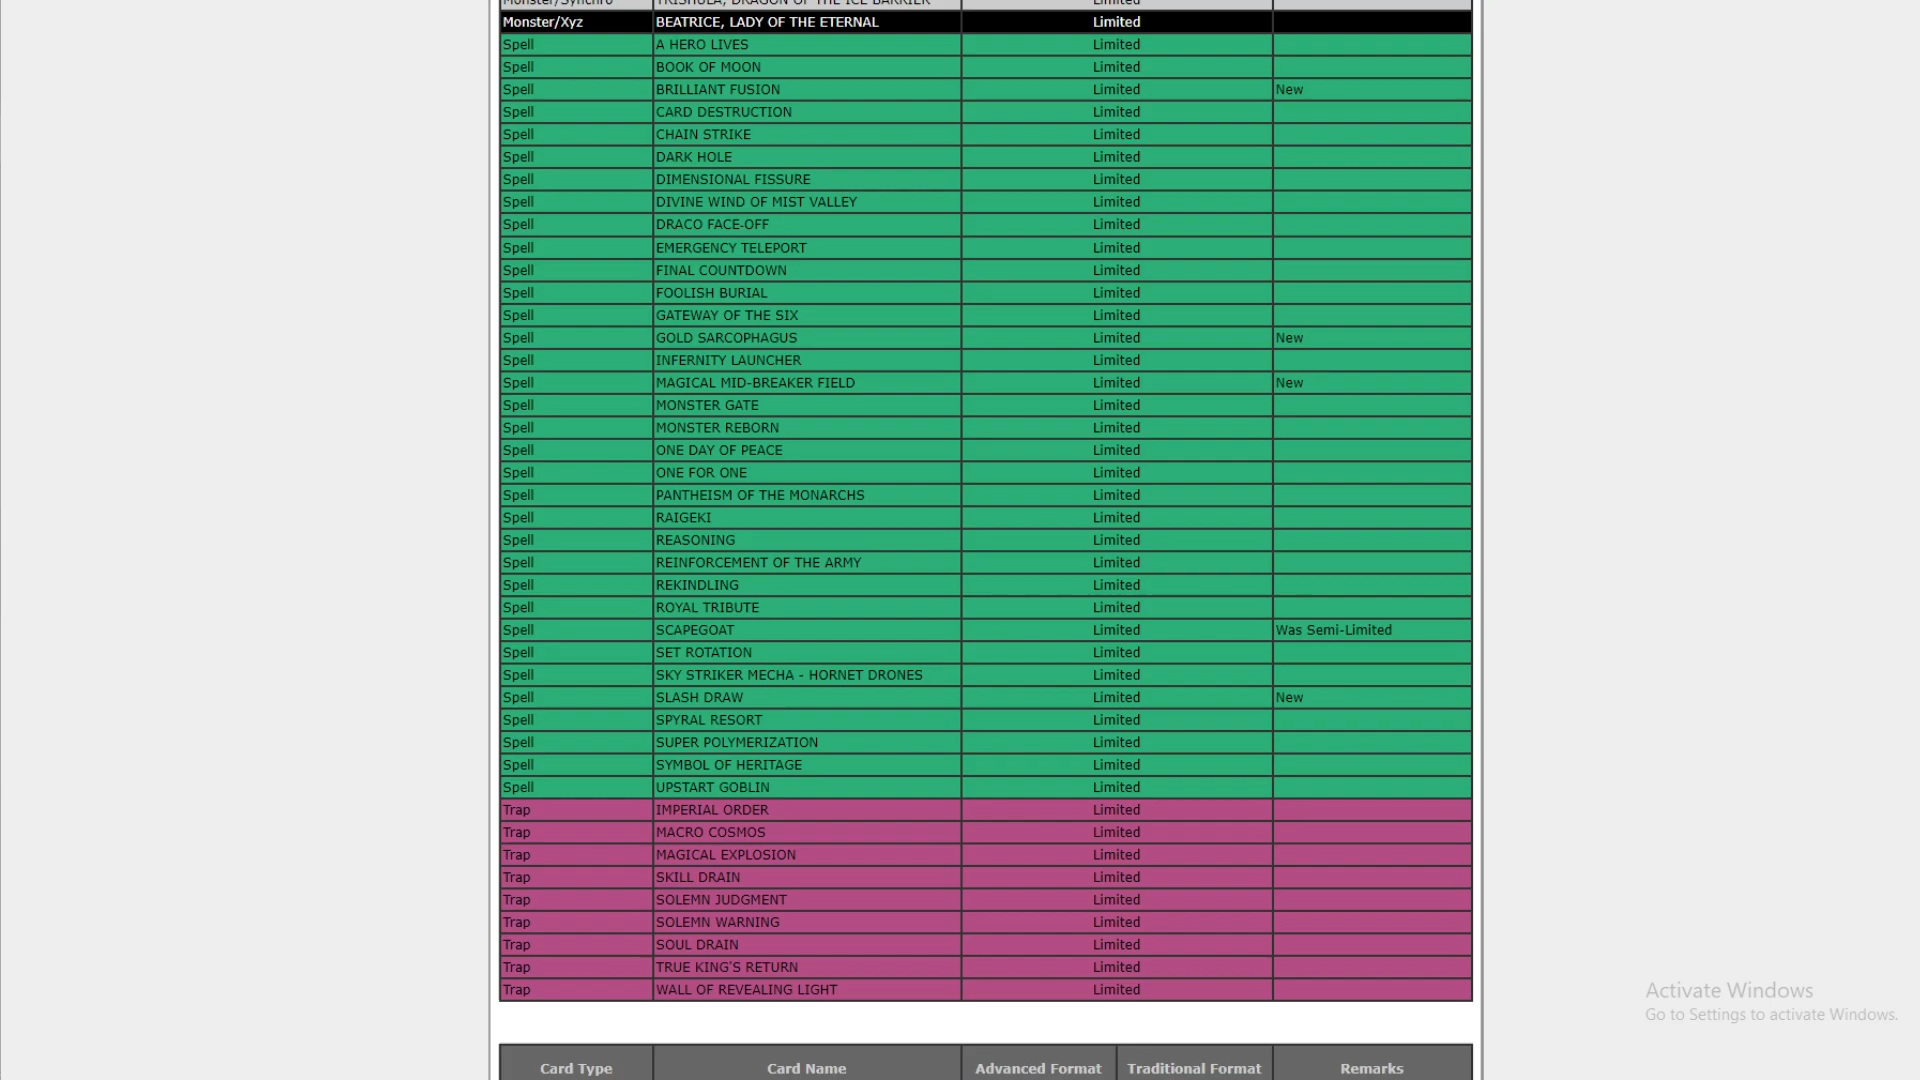 Monster/Synchro TRISHULA, DRAGON OF THE ICE BARRIER Limited
Monster/Xyz BEATRICE, LADY OF THE ETERNAL Limited
Spell A HERO LIVES Limited
Spell BOOK OF MOON Limited
Spell BRILLIANT FUSION Limited New
Spell CARD DESTRUCTION Limited
Spell CHAIN STRIKE Limited
Spell DARK HOLE Limited
Spell DIMENSIONAL FISSURE Limited
Spell DIVINE WIND OF MIST VALLEY Limited
Spell DRACO FACE-OFF Limited
Spell EMERGENCY TELEPORT Limited
Spell FINAL COUNTDOWN Limited
Spell FOOLISH BURIAL Limited
Spell GATEWAY OF THE SIX Limited
Spell GOLD SARCOPHAGUS Limited New
Spell INFERNITY LAUNCHER Limited
Spell MAGICAL MID-BREAKER FIELD Limited New
Spell MONSTER GATE Limited
Spell MONSTER REBORN Limited
Spell ONE DAY OF PEACE Limited
Spell ONE FOR ONE Limited
Spell PANTHEISM OF THE MONARCHS Limited
Spell RAIGEKI Limited
Spell REASONING Limited
Spell REINFORCEMENT OF THE ARMY Limited
Spell REKINDLING Limited
Spell ROYAL TRIBUTE Limited
Spell SCAPEGOAT Limited Was Semi-Limited
Spell SET ROTATION Limited
Spell SKY STRIKER MECHA - HORNET DRONES Limited
Spell SLASH DRAW Limited New
Spell SPYRAL RESORT Limited
Spell SUPER POLYMERIZATION Limited
Spell SYMBOL OF HERITAGE Limited
Spell UPSTART GOBLIN Limited
Trap IMPERIAL ORDER Limited
Trap MACRO COSMOS Limited
Trap MAGICAL EXPLOSION Limited
Trap SKILL DRAIN Limited
Trap SOLEMN JUDGMENT Limited
Trap SOLEMN WARNING Limited
Trap SOUL DRAIN Limited
Trap TRUE KING'S RETURN Limited
Trap WALL OF REVEALING LIGHT Limited
Activate Windows
Go to Settings to activate Windows.
Card Type Card Name Advanced Format Traditional Format Remarks